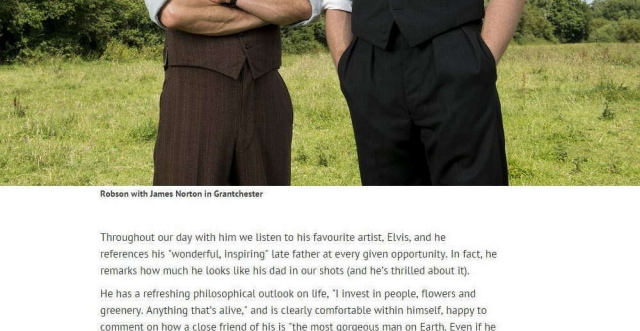 Robson with James Norton in Grantchester
Throughout our day with him we listen to his favourite artist, Elvis, and he
references his "wonderful, inspiring" late father at every given opportunity. In fact, he
remarks how much he looks like his dad in our shots (and he's thrilled about it).
He has a refreshing philosophical outlook on life, "I invest in people, flowers and
greenery. Anything that's alive," and is clearly comfortable within himself, happy to
comment on how a close friend of his is "the most gorgeous man on Earth. Even if he